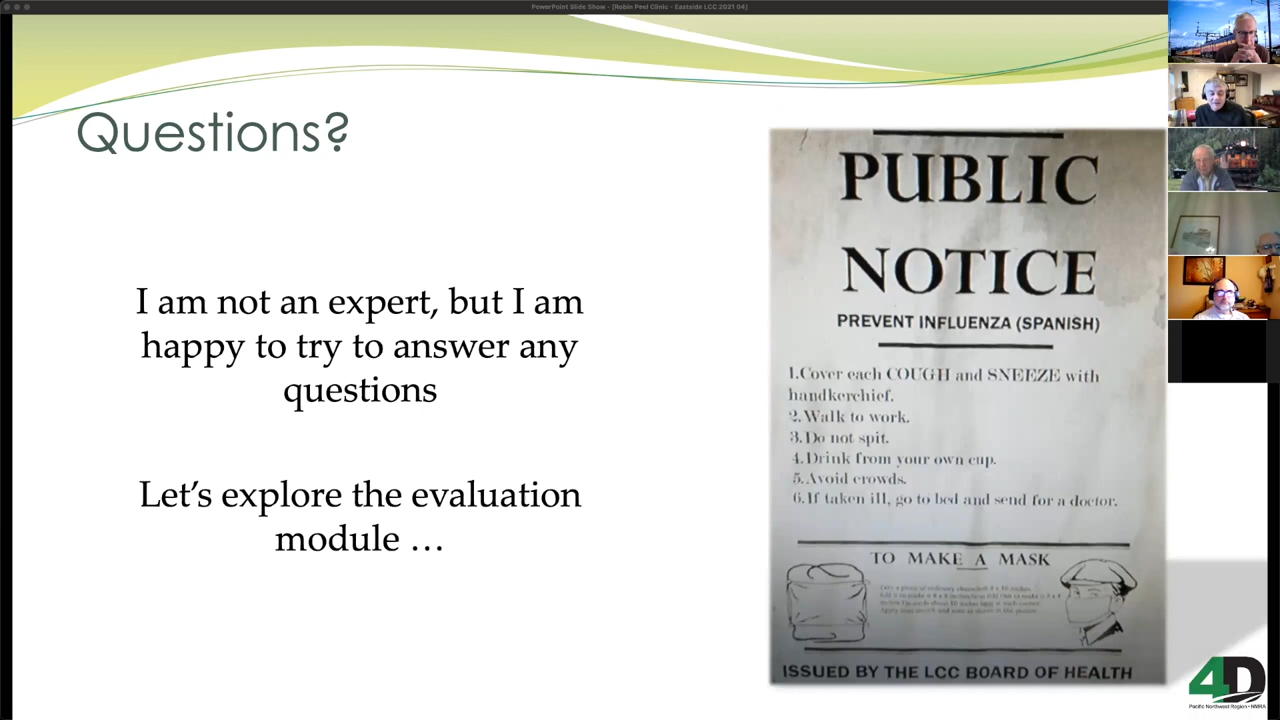 PowerPoint Slide Show - [Robin Peel Clinic - Eastside LCC 2021 04]
Questions?
I am not an expert, but I am
happy to try to answer any
questions
Let's explore the evaluation
module …
PUBLIC
NOTICE
PREVENT INFLUENZA (SPANISH)
1.Cover each COUGH and SNEEZE with
handkerchief.
2.Walk to work.
3.Do not spit.
4.Drink from your own cup.
5.Avoid crowds.
6.If taken ill, go to bed and send for a doctor.
TO MAKE A MASK
ISSUED BY THE LCC BOARD OF HEALTH
4D
Pacific Northwest Region • NMRA